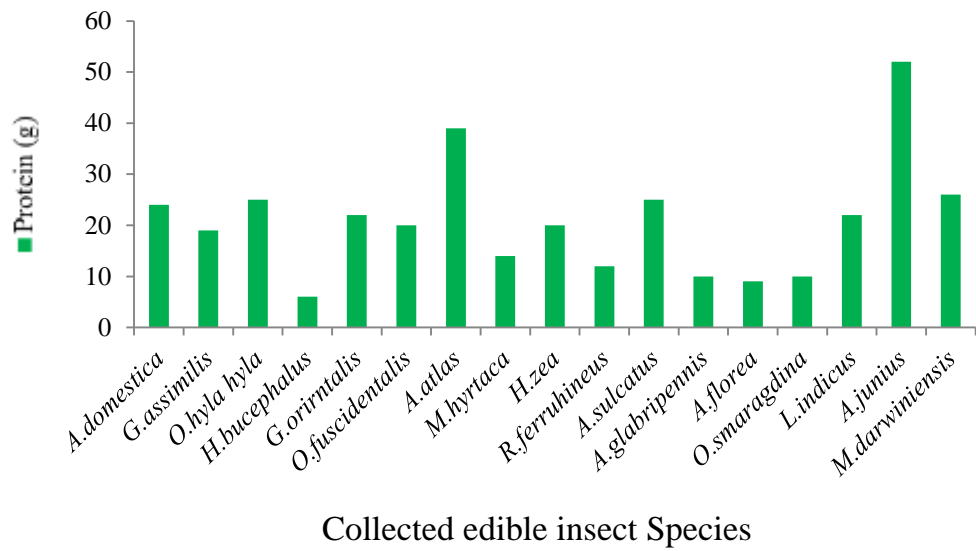 60
50
40
30
20
10
0
Protcin (g)
A.domestica
G.assimilis
O.hyla hyla
H.bucephalus
G.orirntalis
O.fuscidentalis
A.atlas
M.hyrtaca
H.zea
R.ferruhineus
A.sulcatus
A.glabripennis
A.florea
O.smaragdina
L.indicus
A.junius
M.darwiniensis
Collected edible insect Species